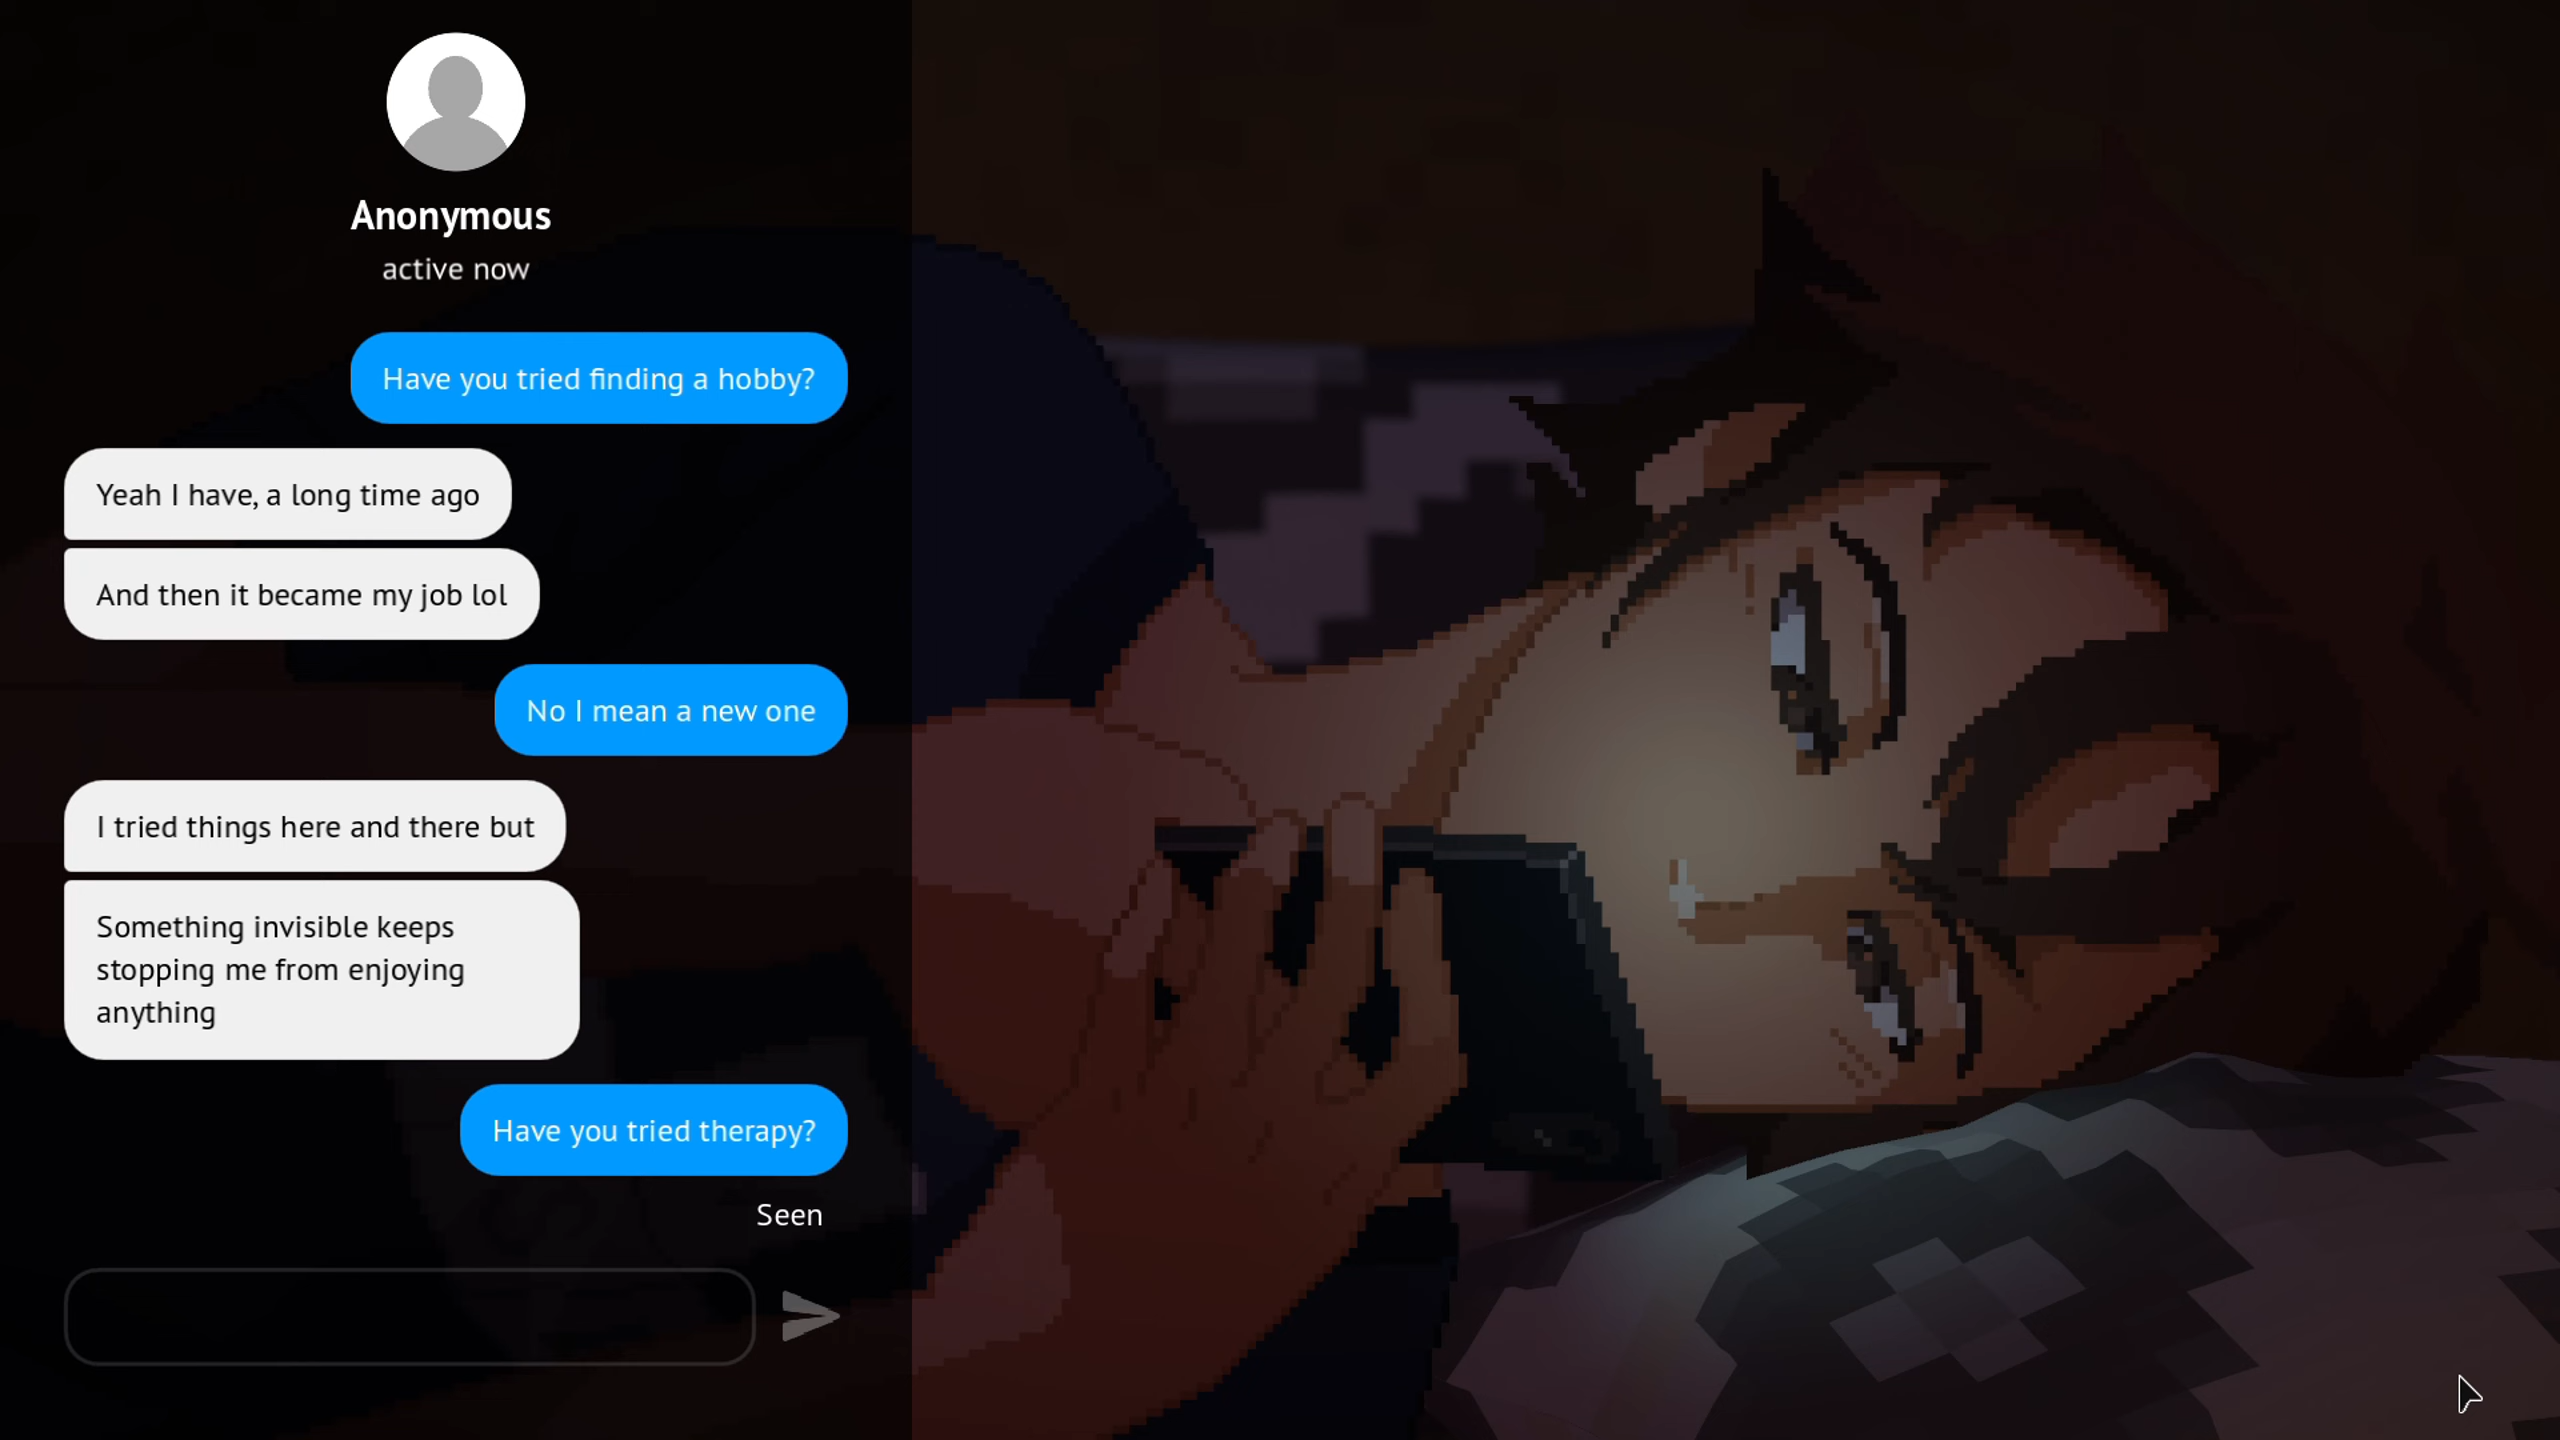 Anonymous
active now
Have you tried finding a hobby?
Yeah I have, a long time ago
And then it became my job lol
No I mean a new one
I tried things here and there but
Something invisible keeps
stopping me from enjoying
anything
Have you tried therapy?
Seen